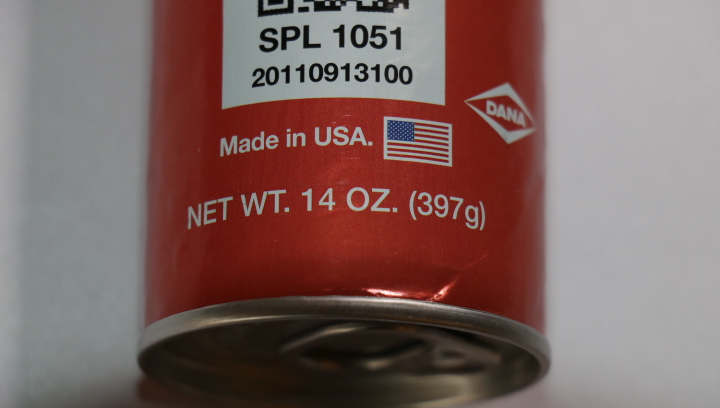 SPL 1051
20110913100
DANA
Made in USA.
NET WT. 14 OZ. (397g)